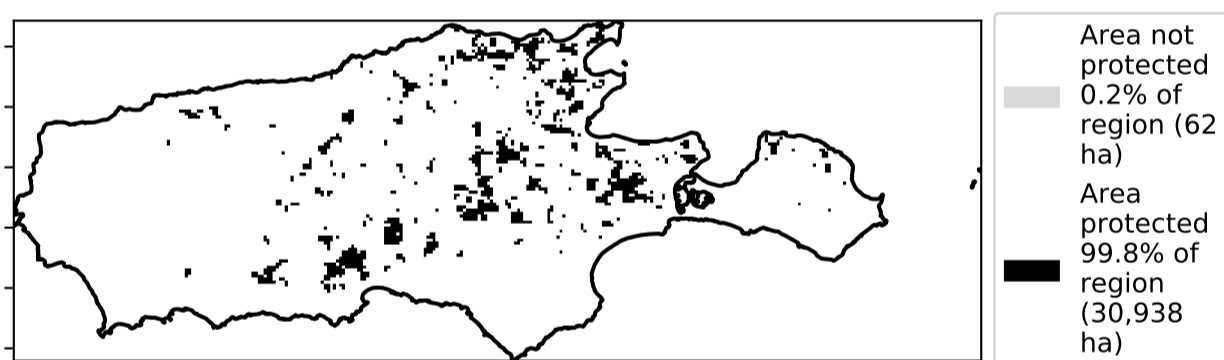 Area not
protected
0.2% of
region (62
ha)
Area
protected
99.8% of
region
(30,938
ha)